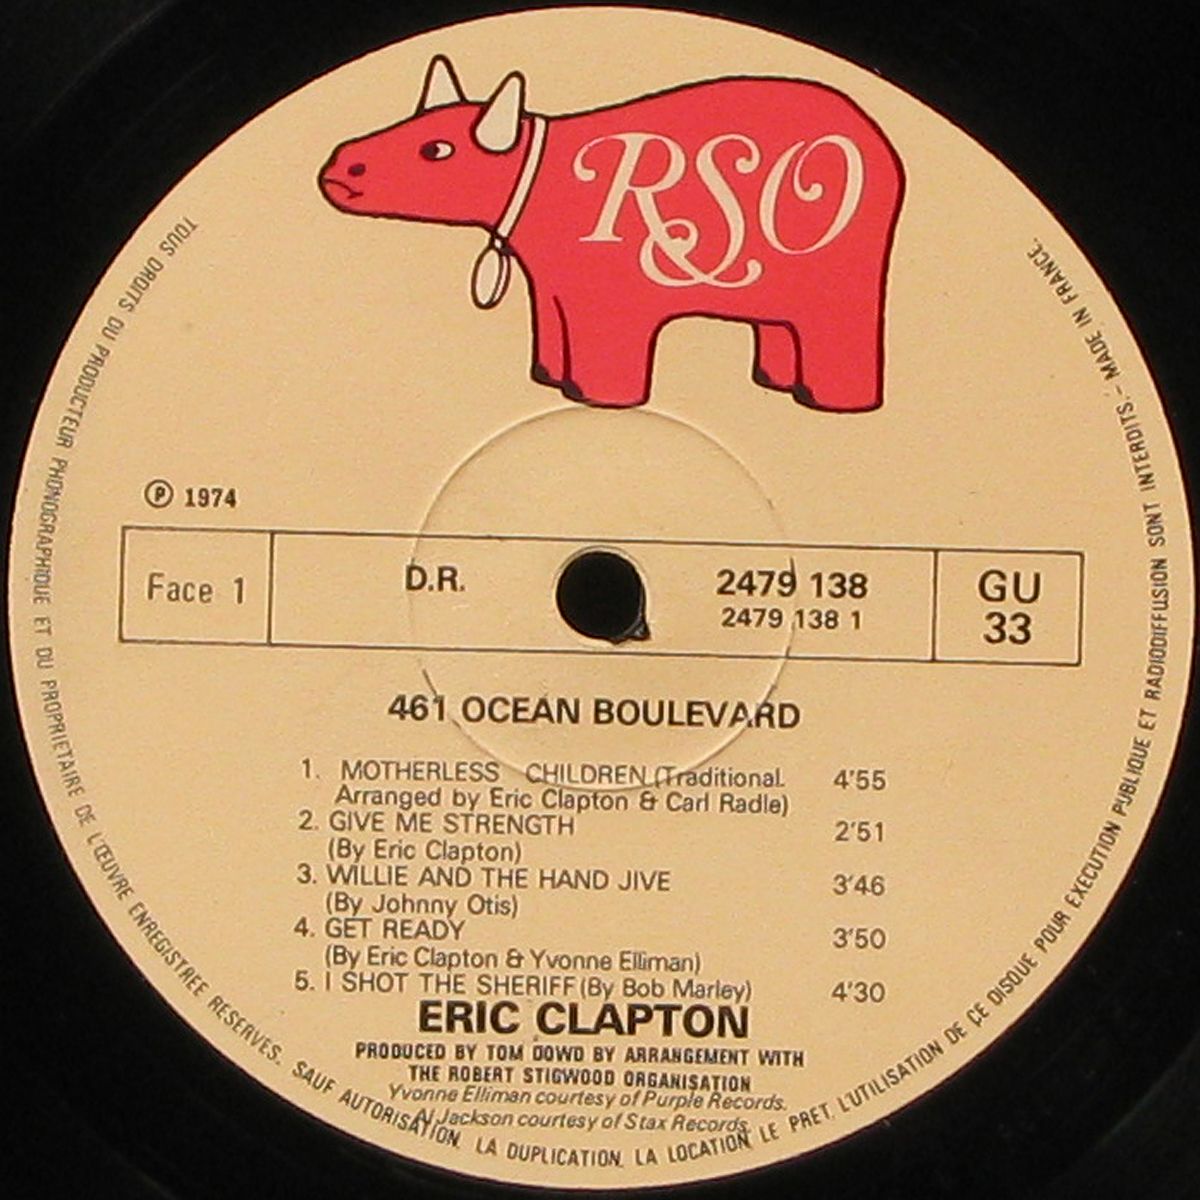 RSO
℗ 1974
Face 1
D.R.
2479 138
2479 138 1
GU
33
461 OCEAN BOULEVARD
1. MOTHERLESS CHILDREN (Traditional. 4'55
Arranged by Eric Clapton & Carl Radle)
2. GIVE ME STRENGTH 2'51
(By Eric Clapton)
3. WILLIE AND THE HAND JIVE 3'46
(By Johnny Otis)
4. GET READY 3'50
(By Eric Clapton & Yvonne Elliman)
5. I SHOT THE SHERIFF (By Bob Marley) 4'30
ERIC CLAPTON
PRODUCED BY TOM DOWD BY ARRANGEMENT WITH
THE ROBERT STIGWOOD ORGANISATION
Yvonne Elliman courtesy of Purple Records.
Al Jackson courtesy of Stax Records
TOUS DROITS DU PRODUCTEUR PHONOGRAPHIQUE ET DU PROPRIETAIRE DE L'ŒUVRE ENREGISTREE RESERVES. SAUF AUTORISATION, LA DUPLICATION, LA LOCATION, LE PRET, L'UTILISATION DE CE DISQUE POUR EXECUTION PUBLIQUE ET RADIODIFFUSION SONT INTERDITS. - MADE IN FRANCE.